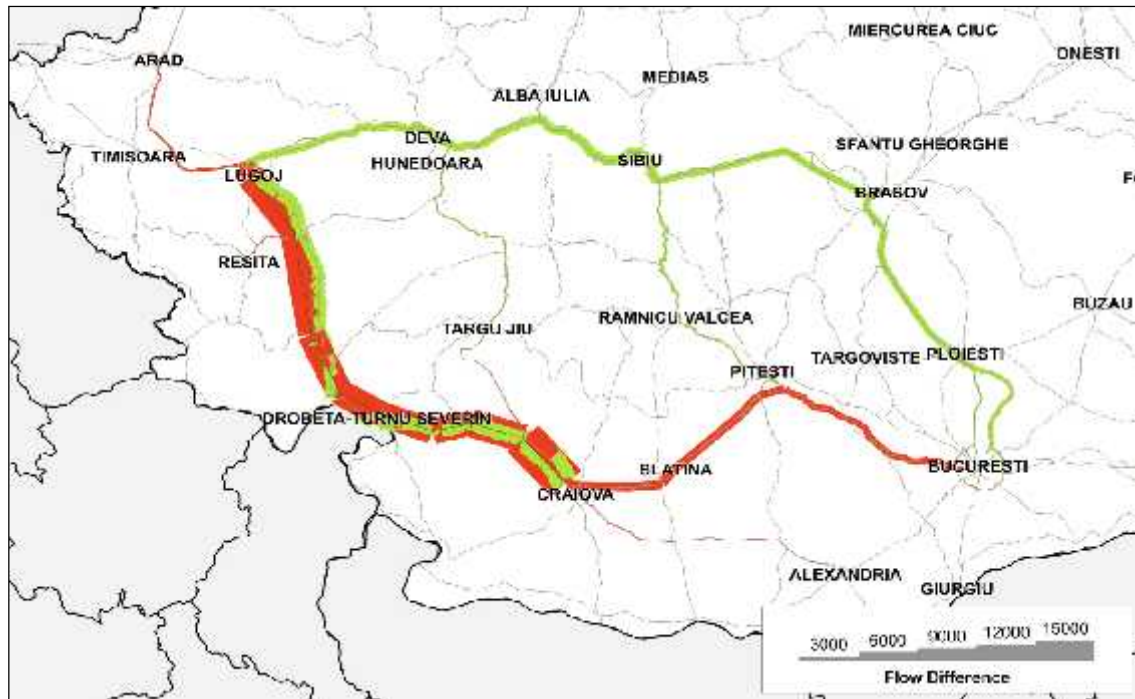 MIERCUREA CIUC
ONESTI
ARAD
MEDIAS
ALBA IULIA
DEVA
SFANTU GHEORGHE
TIMISOARA
HUNEDOARA
SIBIU
LUGOJ
BRASOV
RESITA
BUZAU
RAMNICU VALCEA
TARGU JIU
TARGOVISTE
PLOIESTI
PITESTI
DROBETA-TURNU SEVERIN
SLATINA
BUCURESTI
CRAIOVA
ALEXANDRIA
GIURGIU
3000 6000 9000 12000 15000
Flow Difference